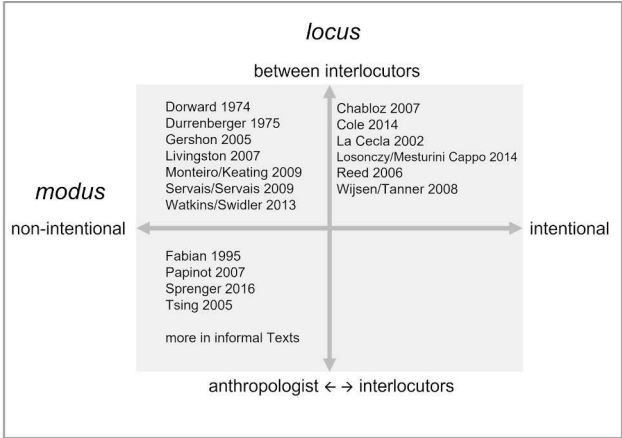 locus
between interlocutors
Dorward 1974
Durrenberger 1975
Gershon 2005
Livingston 2007
Monteiro/Keating 2009
Servais/Servais 2009
Watkins/Swidler 2013
Chabloz 2007
Cole 2014
La Cecla 2002
Losonczy/Mesturini Cappo 2014
Reed 2006
Wijsen/Tanner 2008
modus
non-intentional
intentional
Fabian 1995
Papinot 2007
Sprenger 2016
Tsing 2005
more in informal Texts
anthropologist ← → interlocutors